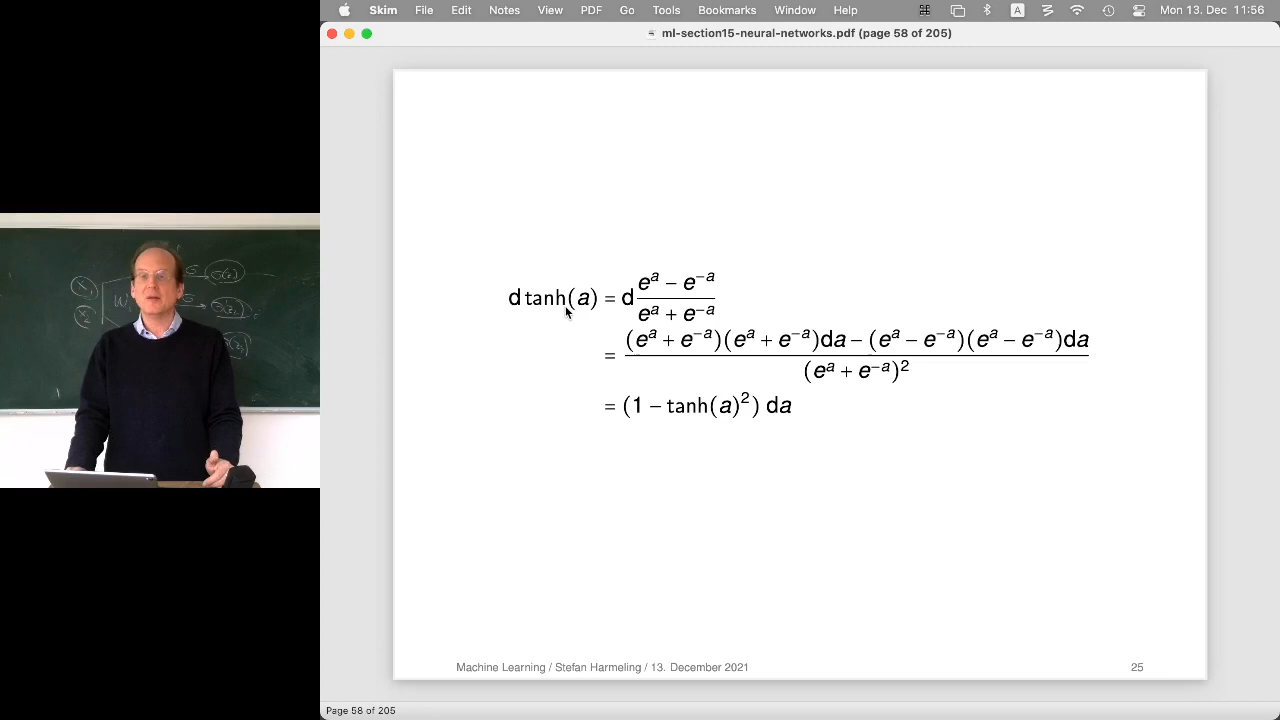 Skim File Edit Notes View PDF Go Tools Bookmarks Window Help A Mon 13. Dec 11:56
ml-section15-neural-networks.pdf (page 58 of 205)
d tanh(a) = d (e^a − e^{−a}) / (e^a + e^{−a})
= ((e^a + e^{−a})(e^a + e^{−a})da − (e^a − e^{−a})(e^a − e^{−a})da) / (e^a + e^{−a})^2
= (1 − tanh(a)^2) da
Machine Learning / Stefan Harmeling / 13. December 2021 25
Page 58 of 205